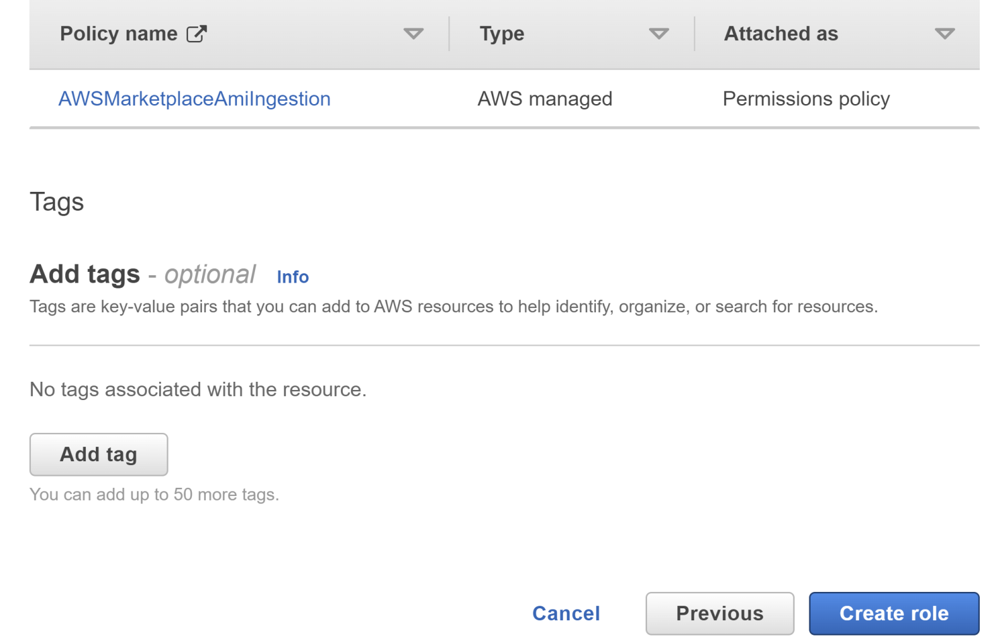 Policy name Type Attached as
AWSMarketplaceAmiIngestion AWS managed Permissions policy
Tags
Add tags - optional Info
Tags are key-value pairs that you can add to AWS resources to help identify, organize, or search for resources.
No tags associated with the resource.
Add tag
You can add up to 50 more tags.
Cancel Previous Create role